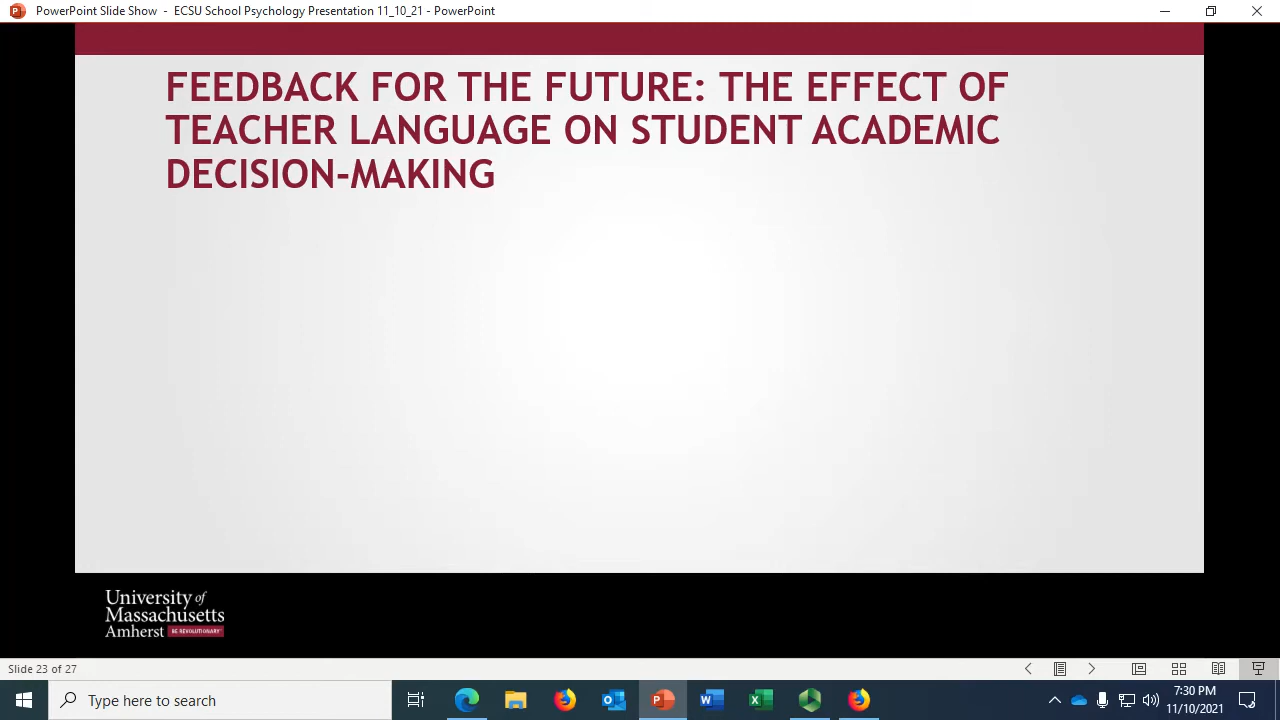 PowerPoint Slide Show - ECSU School Psychology Presentation 11_10_21 - PowerPoint
FEEDBACK FOR THE FUTURE: THE EFFECT OF
TEACHER LANGUAGE ON STUDENT ACADEMIC
DECISION-MAKING
University of
Massachusetts
Amherst BE REVOLUTIONARY
Slide 23 of 27
Type here to search
7:30 PM
11/10/2021